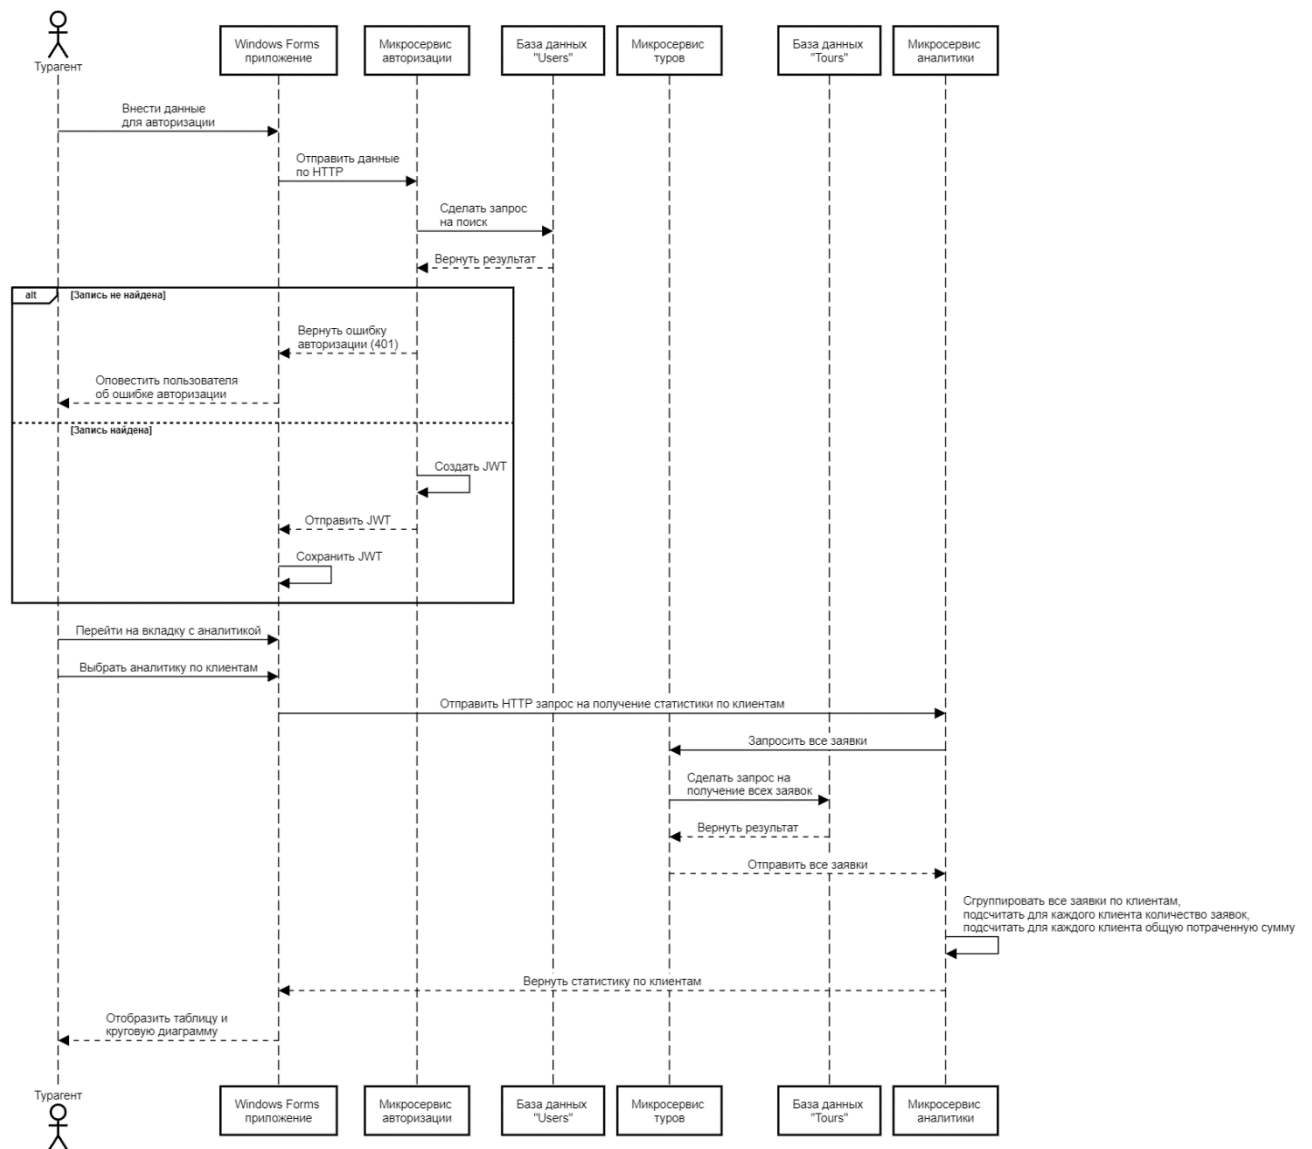 Турагент
Windows Forms
приложение
Микросервис
авторизации
База данных
"Users"
Микросервис
туров
База данных
"Tours"
Микросервис
аналитики
Внести данные
для авторизации
Отправить данные
по HTTP
Сделать запрос
на поиск
Вернуть результат
alt
[Запись не найдена]
Вернуть ошибку
авторизации (401)
Оповестить пользователя
об ошибке авторизации
[Запись найдена]
Создать JWT
Отправить JWT
Сохранить JWT
Перейти на вкладку с аналитикой
Выбрать аналитику по клиентам
Отправить HTTP запрос на получение статистики по клиентам
Запросить все заявки
Сделать запрос на
получение всех заявок
Вернуть результат
Отправить все заявки
Сгруппировать все заявки по клиентам,
подсчитать для каждого клиента количество заявок,
подсчитать для каждого клиента общую потраченную сумму
Вернуть статистику по клиентам
Отобразить таблицу и
круговую диаграмму
Турагент
Windows Forms
приложение
Микросервис
авторизации
База данных
"Users"
Микросервис
туров
База данных
"Tours"
Микросервис
аналитики